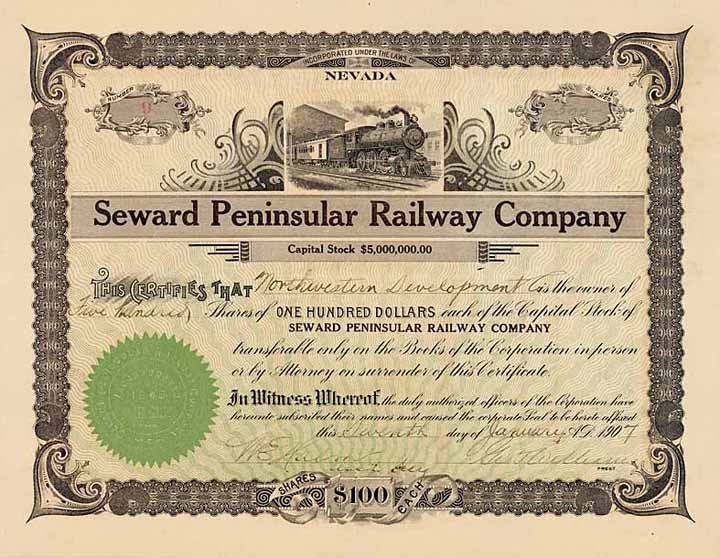 INCORPORATED UNDER THE LAWS OF
NEVADA
NUMBER
SHARES
9
Seward Peninsular Railway Company
Capital Stock $5,000,000.00
THIS CERTIFIES THAT Northwestern Development Co is the owner of
Five hundred Shares of ONE HUNDRED DOLLARS each of the Capital Stock of
SEWARD PENINSULAR RAILWAY COMPANY
transferable only on the Books of the Corporation in person
or by Attorney on surrender of this Certificate.
In Witness Whereof, the duly authorized officers of the Corporation have
hereunto subscribed their names and caused the corporate Seal to be hereto affixed
this eleventh day of January A.D. 1907
PREST
SHARES
$100
EACH